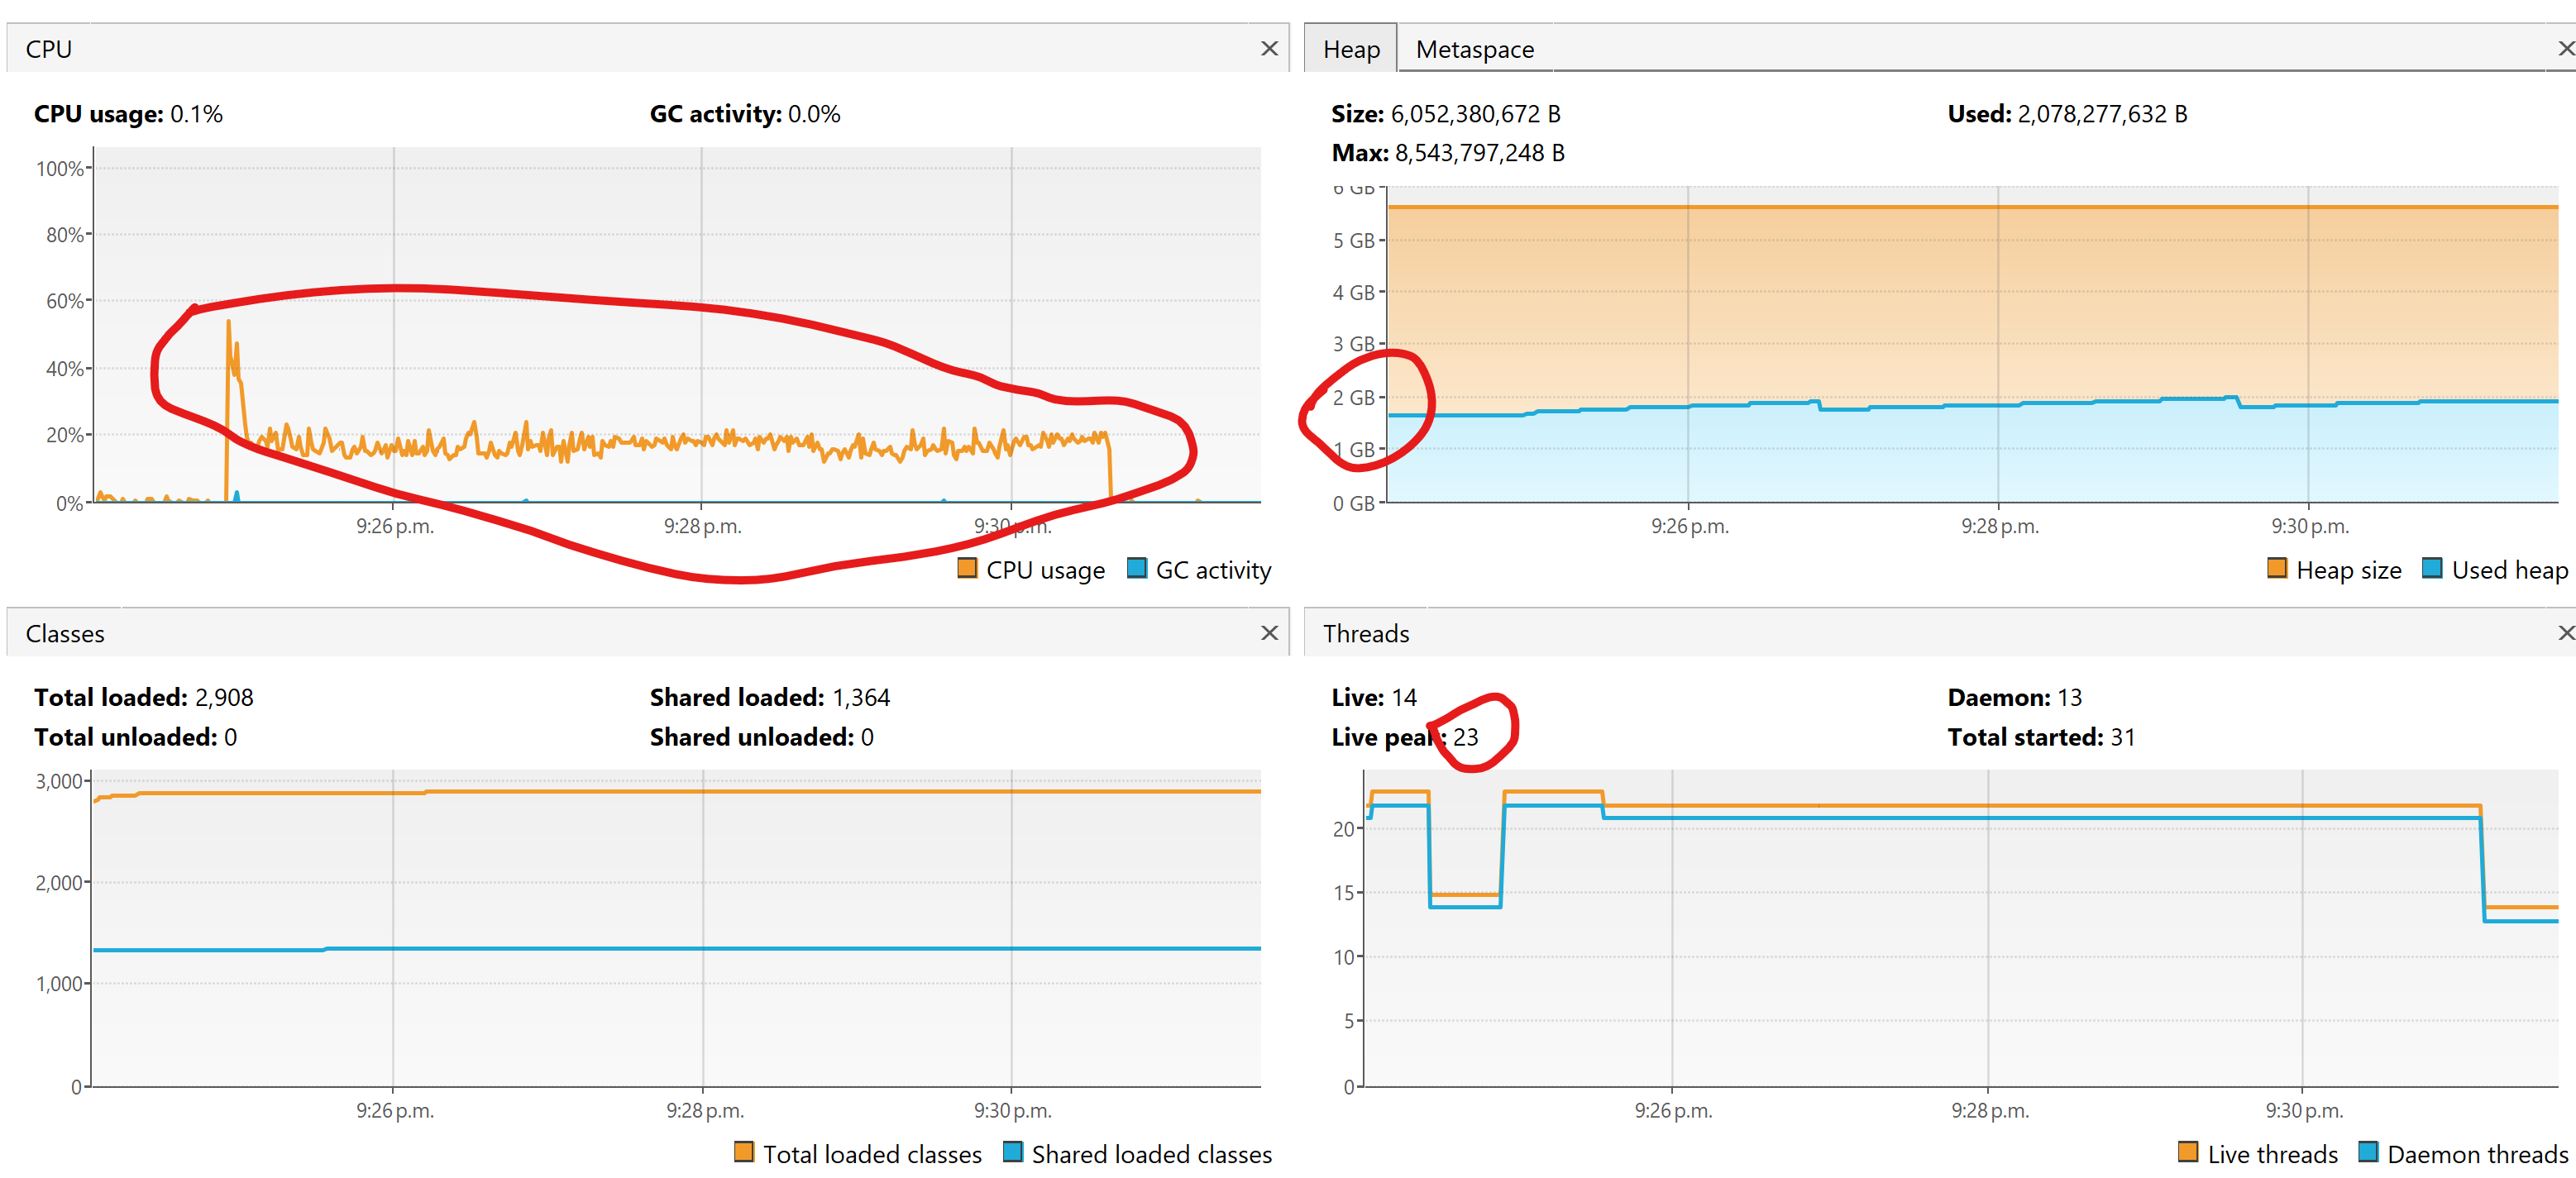 CPU
CPU usage: 0.1%
GC activity: 0.0%
100%
80%
60%
40%
20%
0%
9:26 p.m.
9:28 p.m.
9:30 p.m.
CPU usage
GC activity
Heap
Metaspace
Size: 6,052,380,672 B
Used: 2,078,277,632 B
Max: 8,543,797,248 B
6 GB
5 GB
4 GB
3 GB
2 GB
1 GB
0 GB
9:26 p.m.
9:28 p.m.
9:30 p.m.
Heap size
Used heap
Classes
Total loaded: 2,908
Shared loaded: 1,364
Total unloaded: 0
Shared unloaded: 0
3,000
2,000
1,000
0
9:26 p.m.
9:28 p.m.
9:30 p.m.
Total loaded classes
Shared loaded classes
Threads
Live: 14
Daemon: 13
Live peak: 23
Total started: 31
20
15
10
5
0
9:26 p.m.
9:28 p.m.
9:30 p.m.
Live threads
Daemon threads